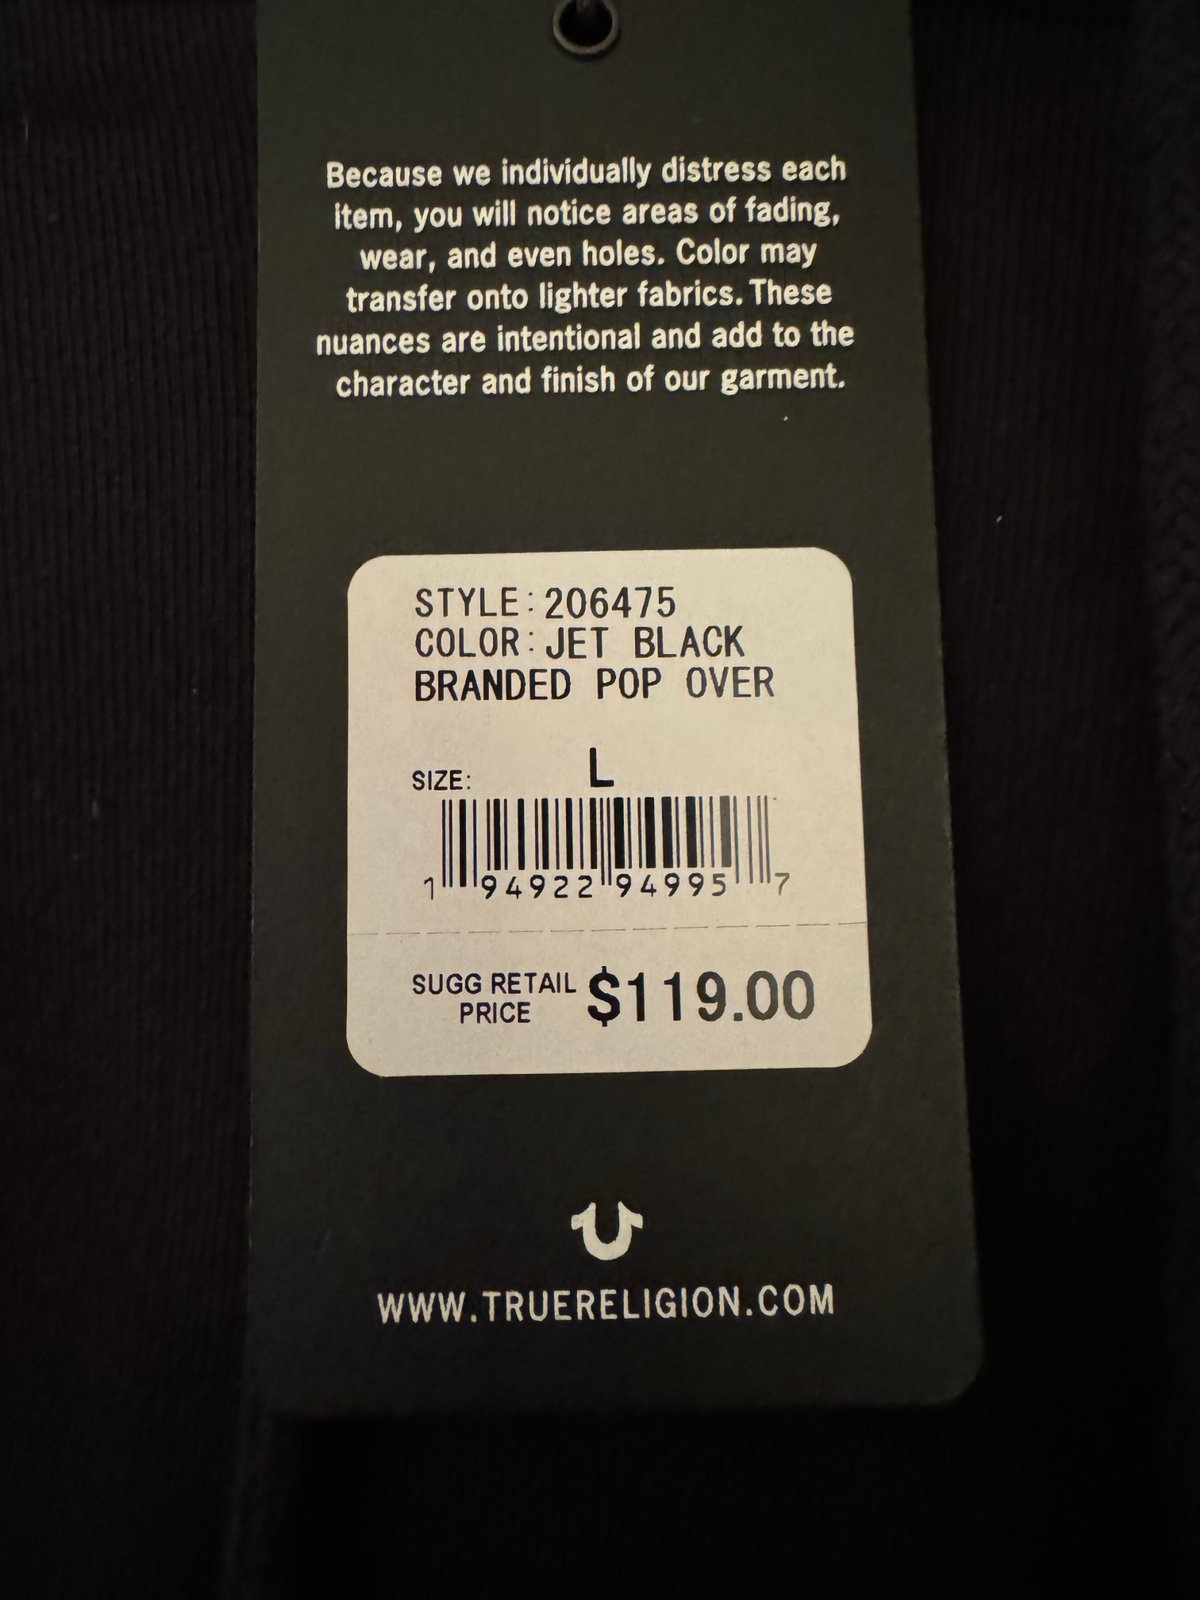 Because we individually distress each
item, you will notice areas of fading,
wear, and even holes. Color may
transfer onto lighter fabrics. These
nuances are intentional and add to the
character and finish of our garment.
STYLE: 206475
COLOR: JET BLACK
BRANDED POP OVER
SIZE: L
1 94922 94995 7
SUGG RETAIL PRICE $119.00
WWW.TRUERELIGION.COM